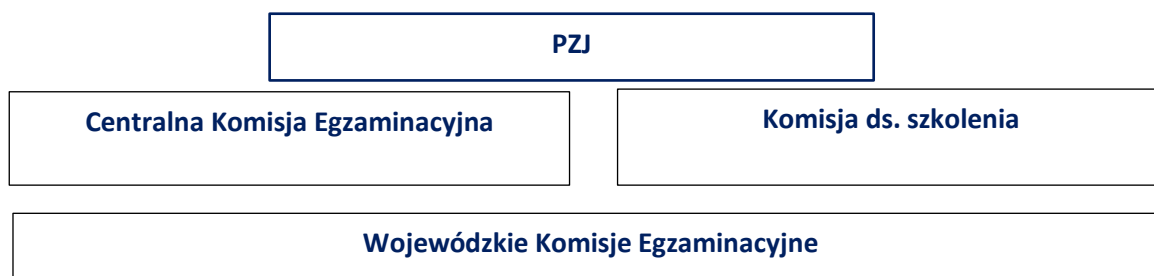 PZJ
Centralna Komisja Egzaminacyjna
Komisja ds. szkolenia
Wojewódzkie Komisje Egzaminacyjne